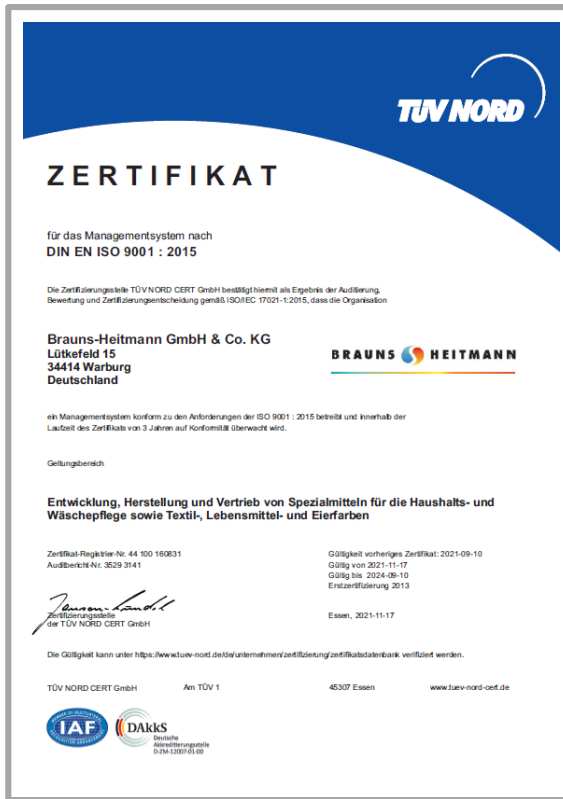 TÜV NORD
ZERTIFIKAT
für das Managementsystem nach
DIN EN ISO 9001 : 2015
Die Zertifizierungsstelle TÜV NORD CERT GmbH bestätigt hiermit als Ergebnis der Auditierung,
Bewertung und Zertifizierungsentscheidung gemäß ISO/IEC 17021-1:2015, dass die Organisation
Brauns-Heitmann GmbH & Co. KG
Lütkefeld 15
34414 Warburg
Deutschland
BRAUNS HEITMANN
ein Managementsystem konform zu den Anforderungen der ISO 9001 : 2015 betreibt und innerhalb der
Laufzeit des Zertifikats von 3 Jahren auf Konformität überwacht wird.
Geltungsbereich
Entwicklung, Herstellung und Vertrieb von Spezialmitteln für die Haushalts- und
Wäschepflege sowie Textil-, Lebensmittel- und Eierfarben
Zertifikat-Registrier-Nr. 44 100 160831
Auditbericht-Nr. 3529 3141
Gültigkeit vorheriges Zertifikat: 2021-09-10
Gültig von 2021-11-17
Gültig bis 2024-09-10
Erstzertifizierung 2013
Zertifizierungsstelle
der TÜV NORD CERT GmbH
Essen, 2021-11-17
Die Gültigkeit kann unter https://www.tuev-nord.de/de/unternehmen/zertifizierung/zertifikatsdatenbank verifiziert werden.
TÜV NORD CERT GmbH Am TÜV 1 45307 Essen www.tuev-nord-cert.de
IAF
DAkkS
Deutsche
Akkreditierungsstelle
D-ZM-12007-01-00